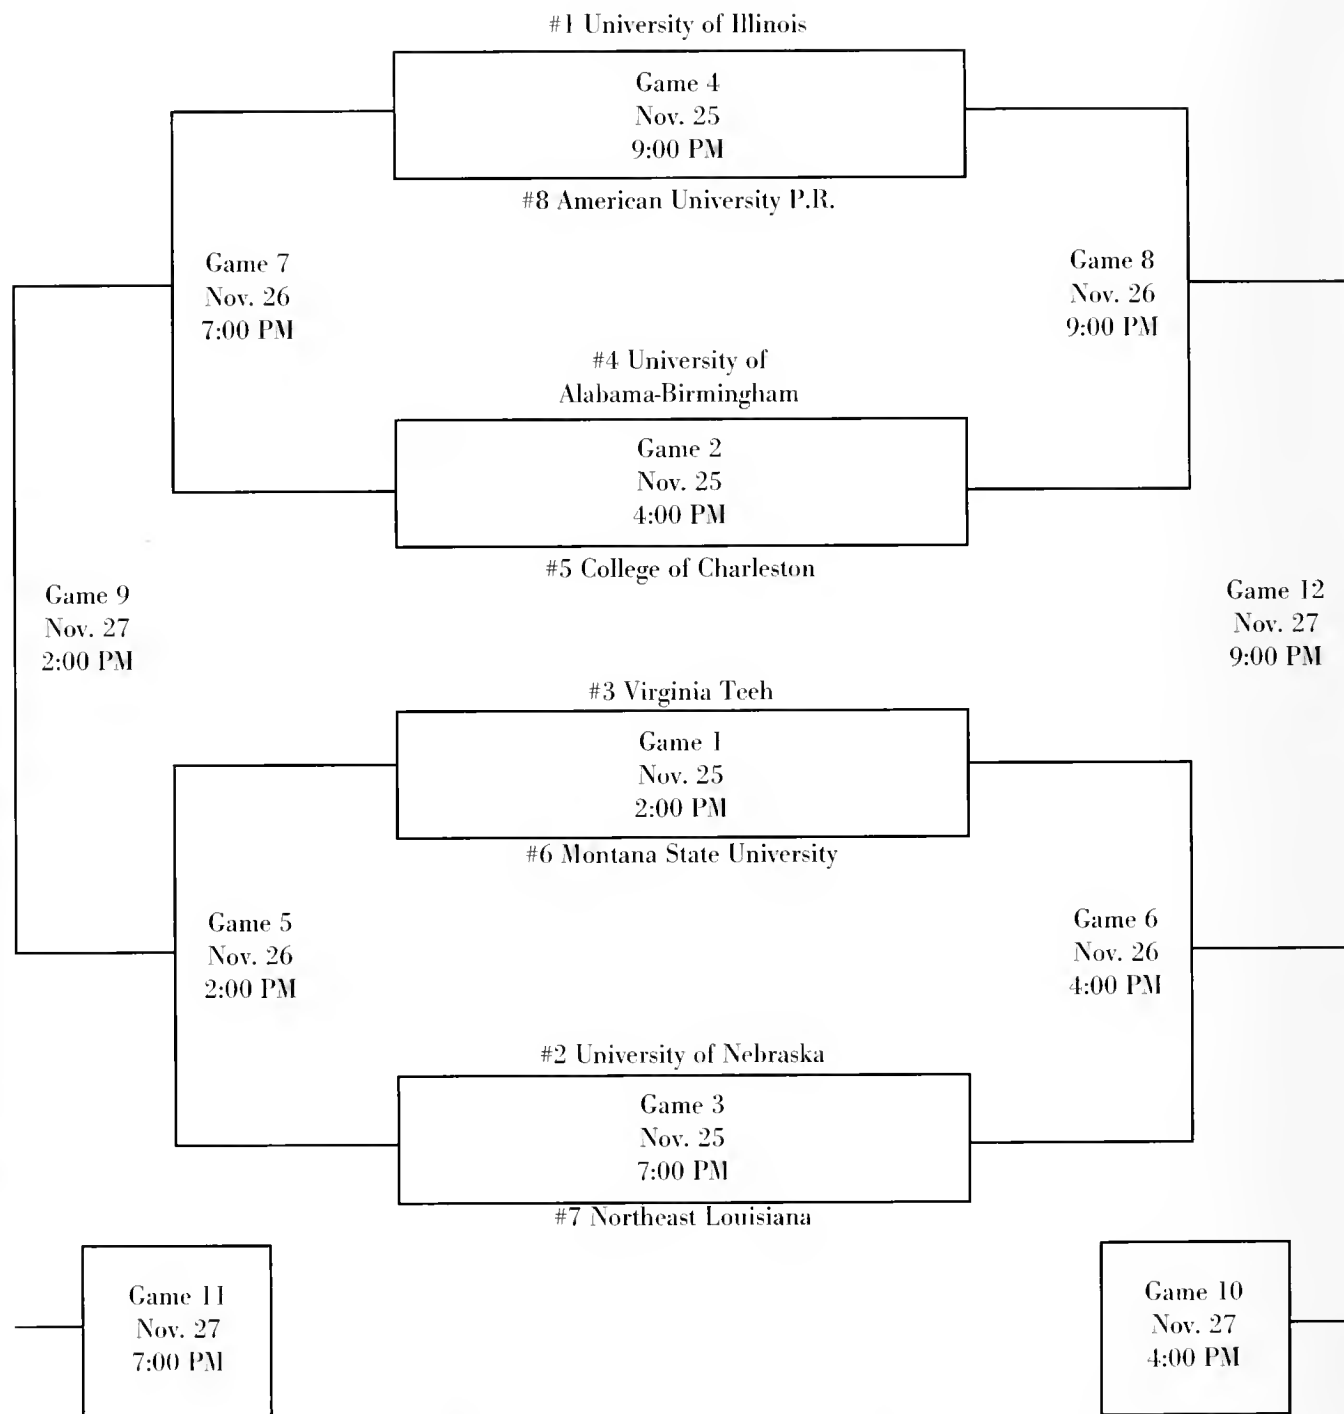 #1 University of Illinois
Game 4
Nov. 25
9:00 PM
#8 American University P.R.
Game 7
Nov. 26
7:00 PM
Game 8
Nov. 26
9:00 PM
#4 University of
Alabama-Birmingham
Game 2
Nov. 25
4:00 PM
#5 College of Charleston
Game 9
Nov. 27
2:00 PM
Game 12
Nov. 27
9:00 PM
#3 Virginia Tech
Game 1
Nov. 25
2:00 PM
#6 Montana State University
Game 5
Nov. 26
2:00 PM
Game 6
Nov. 26
4:00 PM
#2 University of Nebraska
Game 3
Nov. 25
7:00 PM
#7 Northeast Louisiana
Game 11
Nov. 27
7:00 PM
Game 10
Nov. 27
4:00 PM